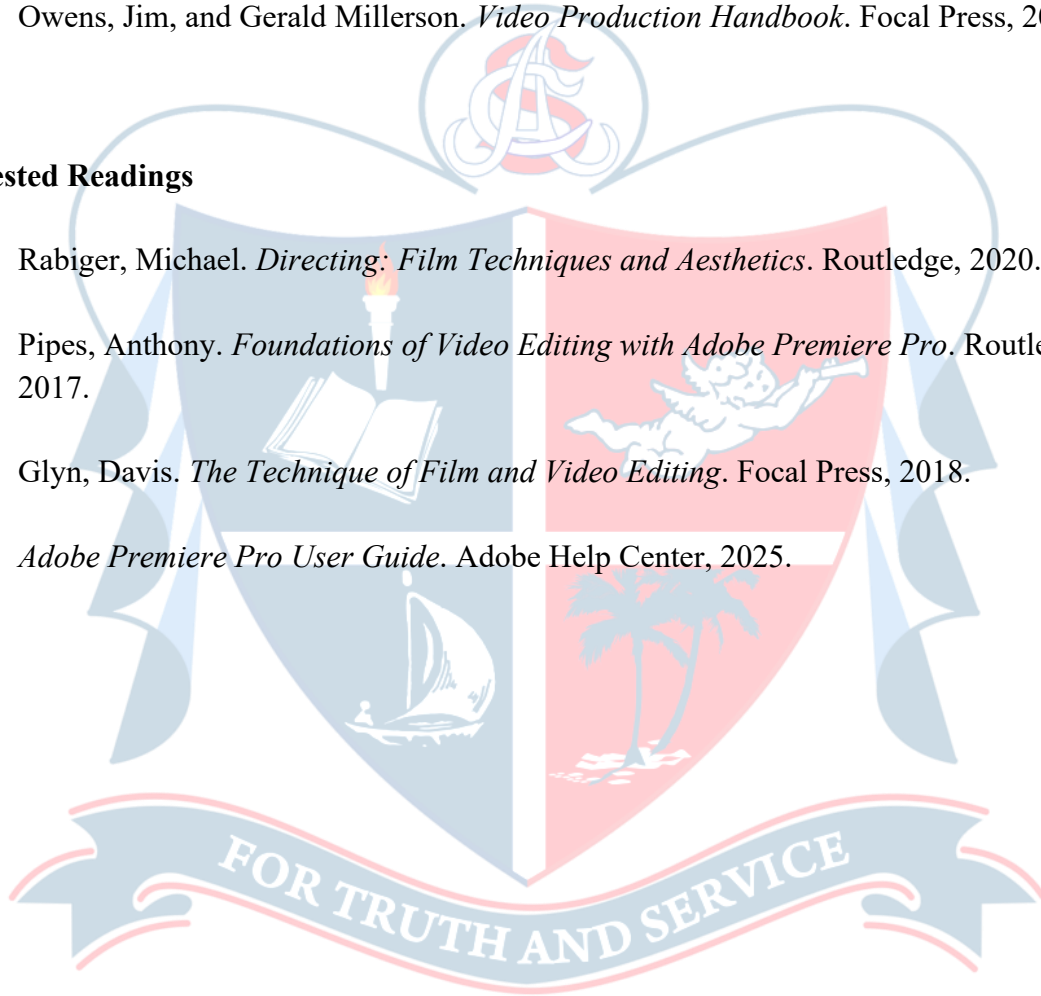 Owens, Jim, and Gerald Millerson. Video Production Handbook. Focal Press, 20
ested Readings
Rabiger, Michael. Directing: Film Techniques and Aesthetics. Routledge, 2020.
Pipes, Anthony. Foundations of Video Editing with Adobe Premiere Pro. Routle
2017.
Glyn, Davis. The Technique of Film and Video Editing. Focal Press, 2018.
Adobe Premiere Pro User Guide. Adobe Help Center, 2025.
FOR TRUTH AND SERVICE